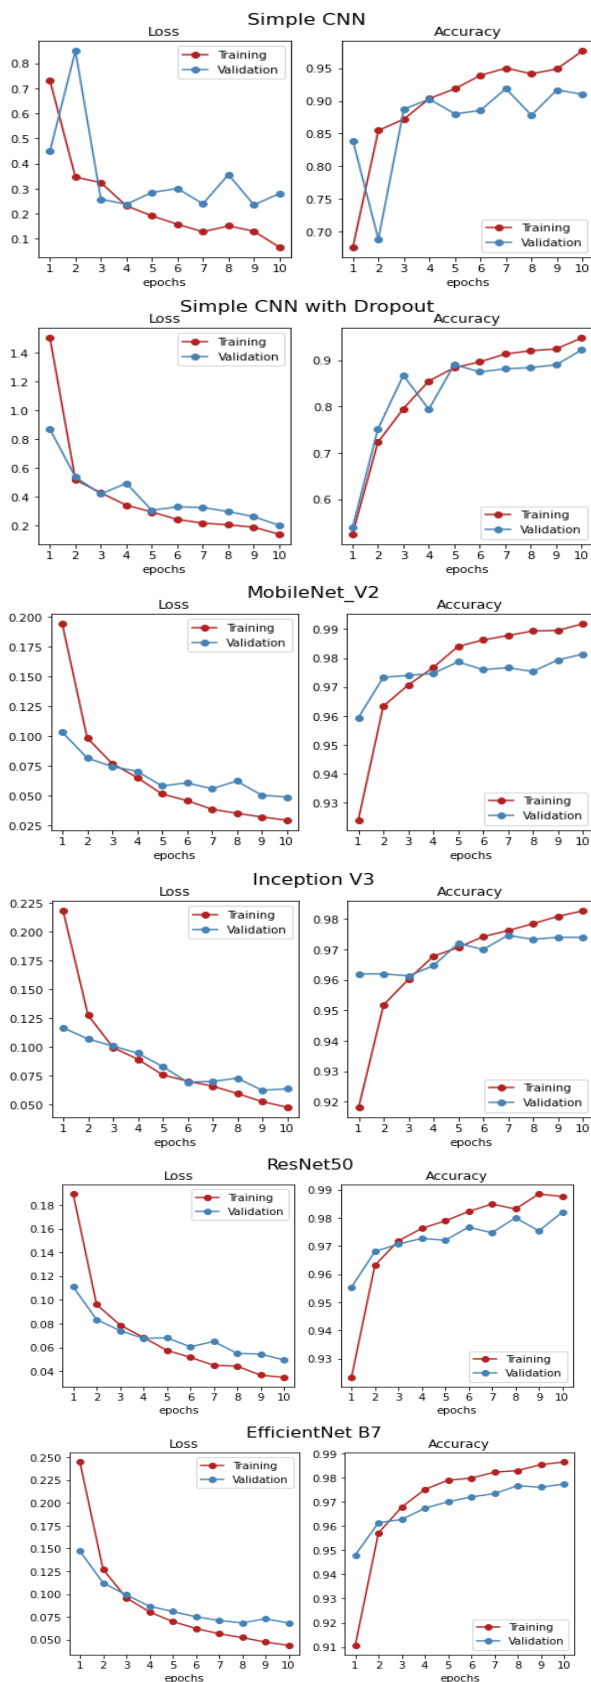 Simple CNN
Loss
Accuracy
Training
Validation
0.8
0.7
0.6
0.5
0.4
0.3
0.2
0.1
1 2 3 4 5 6 7 8 9 10
epochs
0.95
0.90
0.85
0.80
0.75
0.70
Training
Validation
1 2 3 4 5 6 7 8 9 10
epochs
Simple CNN with Dropout
Loss
Accuracy
Training
Validation
1.4
1.2
1.0
0.8
0.6
0.4
0.2
1 2 3 4 5 6 7 8 9 10
epochs
0.9
0.8
0.7
0.6
Training
Validation
1 2 3 4 5 6 7 8 9 10
epochs
MobileNet_V2
Loss
Accuracy
0.200
0.175
0.150
0.125
0.100
0.075
0.050
0.025
Training
Validation
1 2 3 4 5 6 7 8 9 10
epochs
0.99
0.98
0.97
0.96
0.95
0.94
0.93
Training
Validation
1 2 3 4 5 6 7 8 9 10
epochs
Inception V3
Loss
Accuracy
0.225
0.200
0.175
0.150
0.125
0.100
0.075
0.050
Training
Validation
1 2 3 4 5 6 7 8 9 10
epochs
0.98
0.97
0.96
0.95
0.94
0.93
0.92
Training
Validation
1 2 3 4 5 6 7 8 9 10
epochs
ResNet50
Loss
Accuracy
0.18
0.16
0.14
0.12
0.10
0.08
0.06
0.04
Training
Validation
1 2 3 4 5 6 7 8 9 10
epochs
0.99
0.98
0.97
0.96
0.95
0.94
0.93
Training
Validation
1 2 3 4 5 6 7 8 9 10
epochs
EfficientNet B7
Loss
Accuracy
0.250
0.225
0.200
0.175
0.150
0.125
0.100
0.075
0.050
Training
Validation
1 2 3 4 5 6 7 8 9 10
epochs
0.99
0.98
0.97
0.96
0.95
0.94
0.93
0.92
0.91
Training
Validation
1 2 3 4 5 6 7 8 9 10
epochs